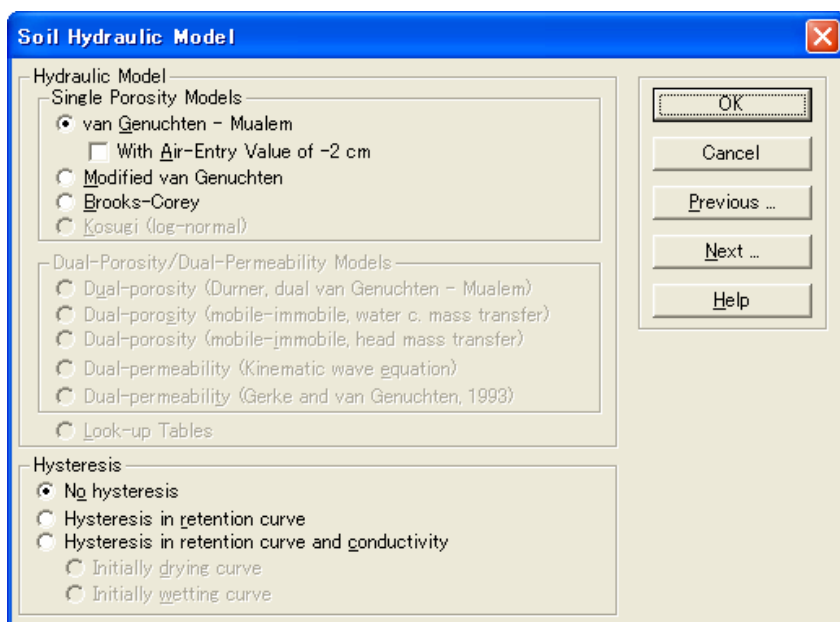 Soil Hydraulic Model
Hydraulic Model
Single Porosity Models
van Genuchten - Mualem
With Air-Entry Value of -2 cm
Modified van Genuchten
Brooks-Corey
Kosugi (log-normal)
Dual-Porosity/Dual-Permeability Models
Dual-porosity (Durner, dual van Genuchten - Mualem)
Dual-porosity (mobile-immobile, water c. mass transfer)
Dual-porosity (mobile-immobile, head mass transfer)
Dual-permeability (Kinematic wave equation)
Dual-permeability (Gerke and van Genuchten, 1993)
Look-up Tables
Hysteresis
No hysteresis
Hysteresis in retention curve
Hysteresis in retention curve and conductivity
Initially drying curve
Initially wetting curve
OK
Cancel
Previous ...
Next ...
Help